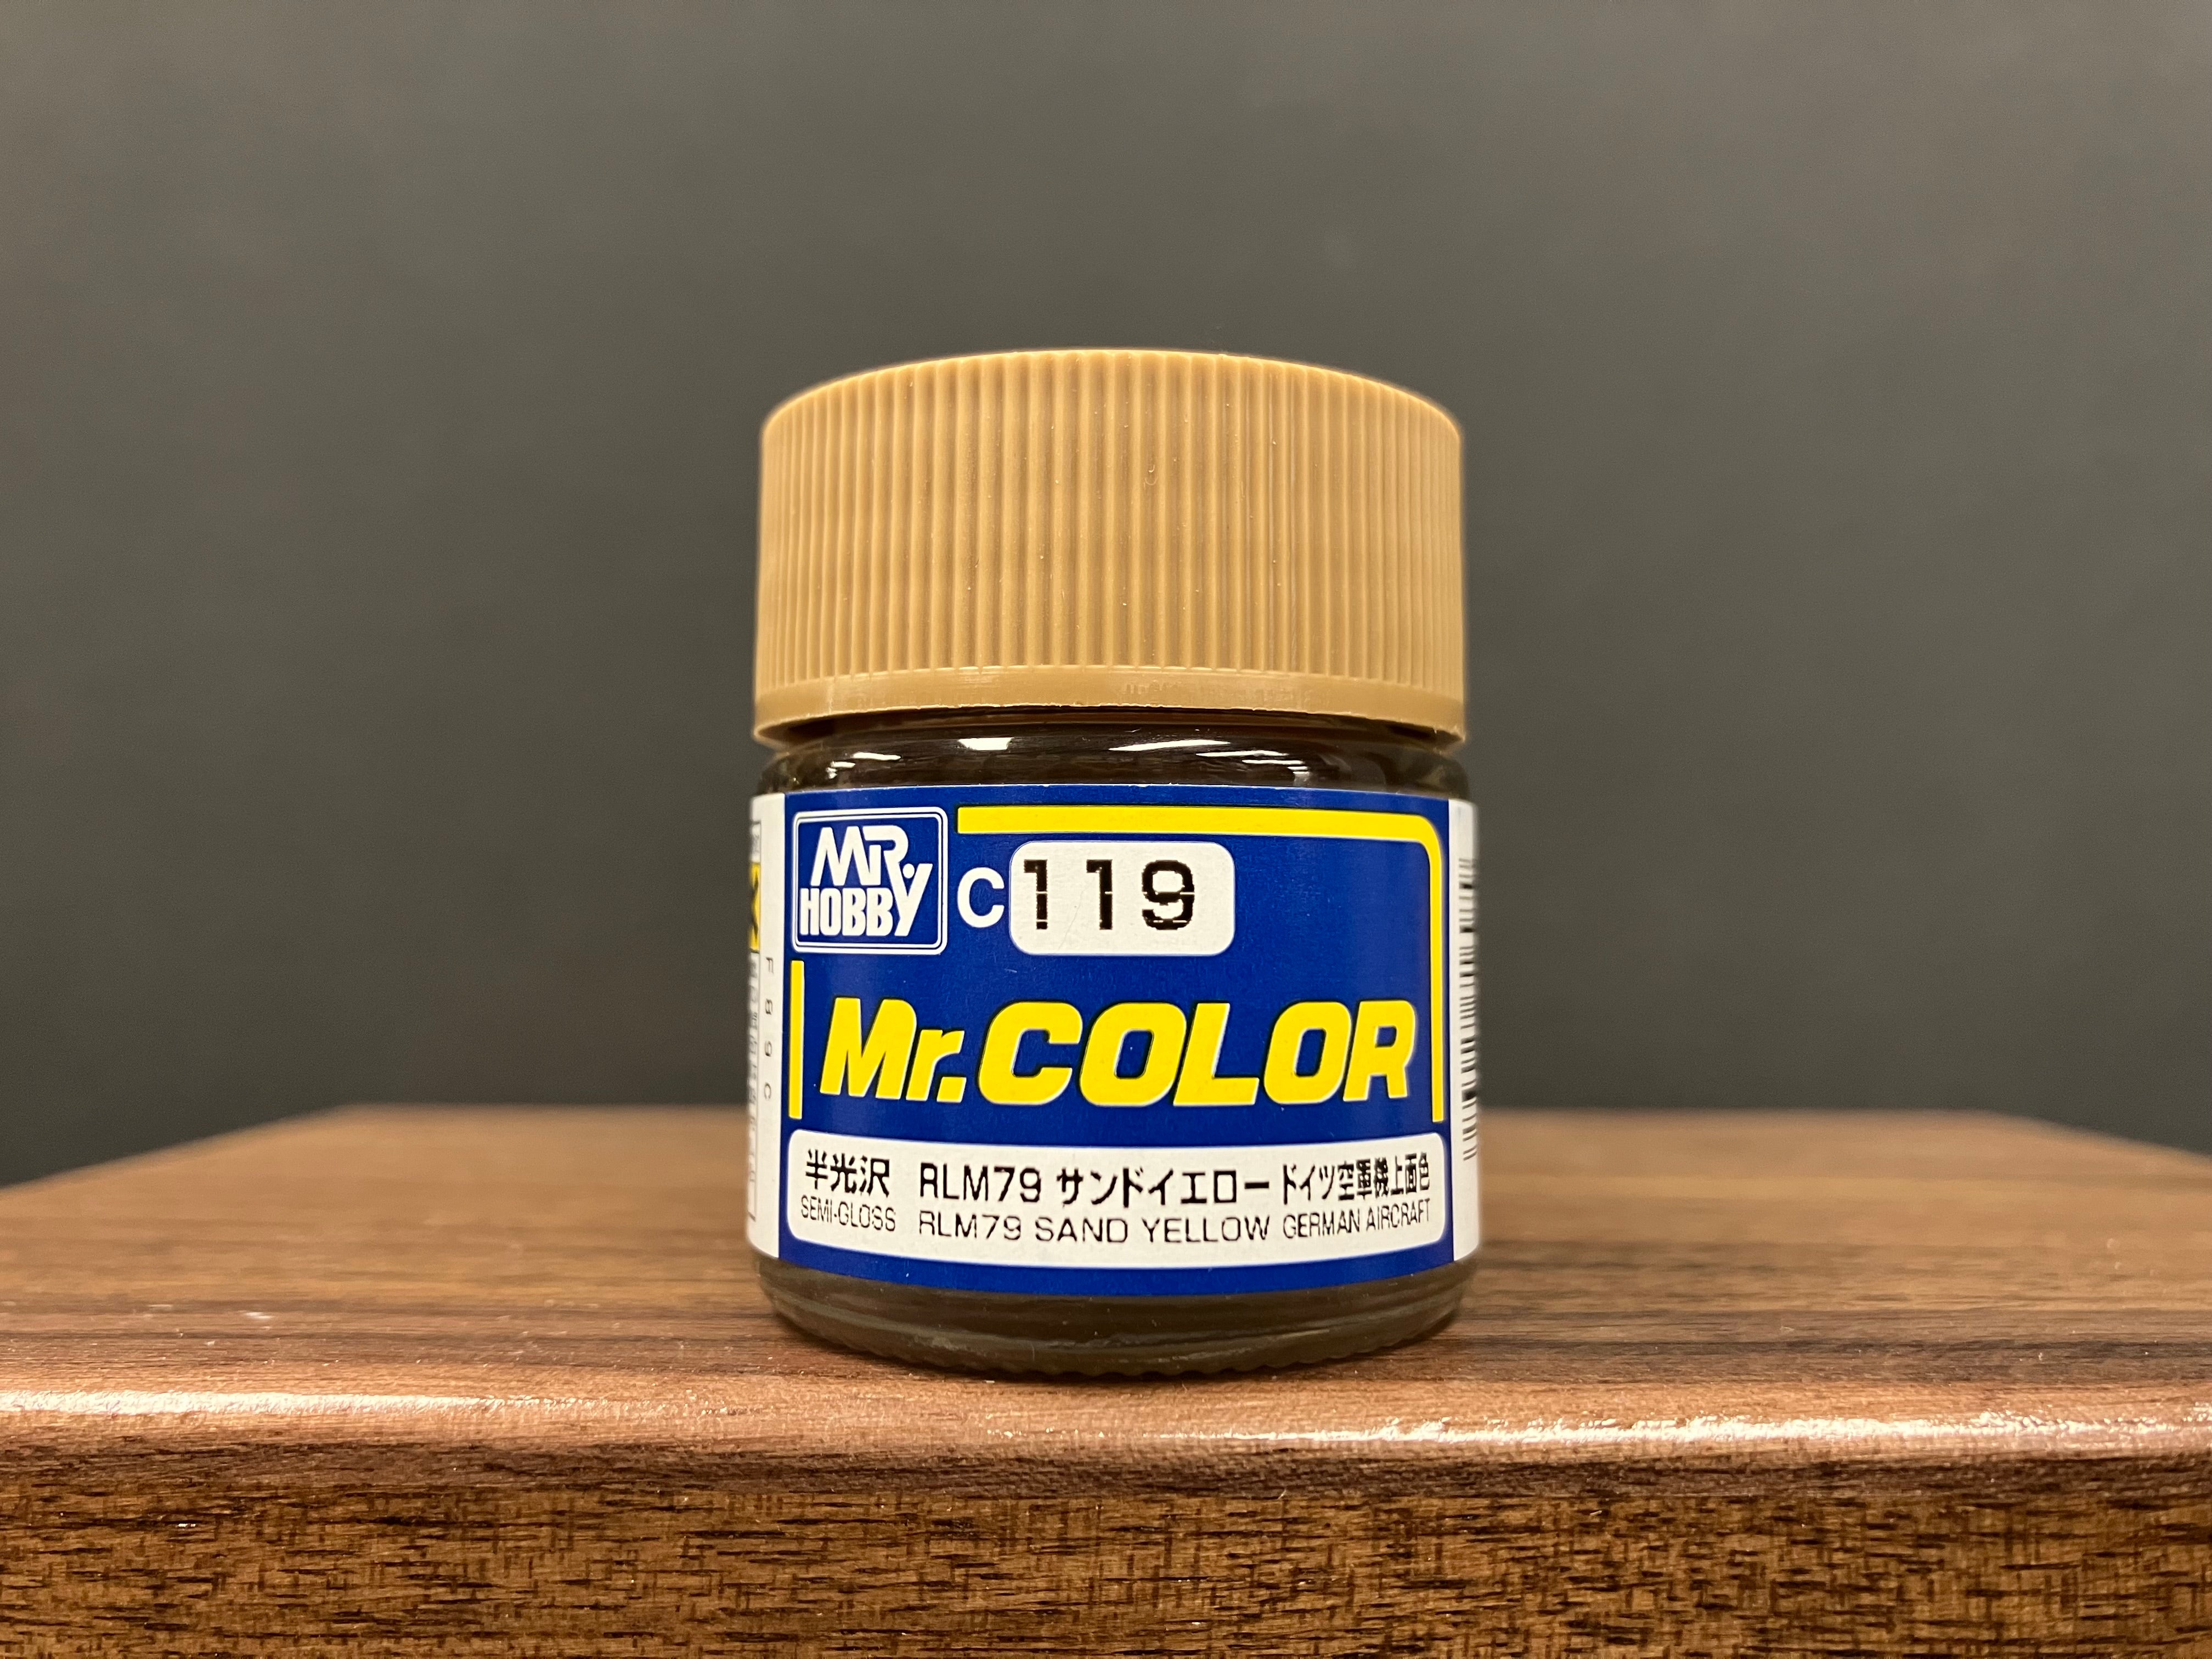 MR. HOBBY
C 119
Mr.COLOR
半光沢 RLM79 サンドイエロー ドイツ空軍機上面色
SEMI-GLOSS RLM79 SAND YELLOW GERMAN AIRCRAFT